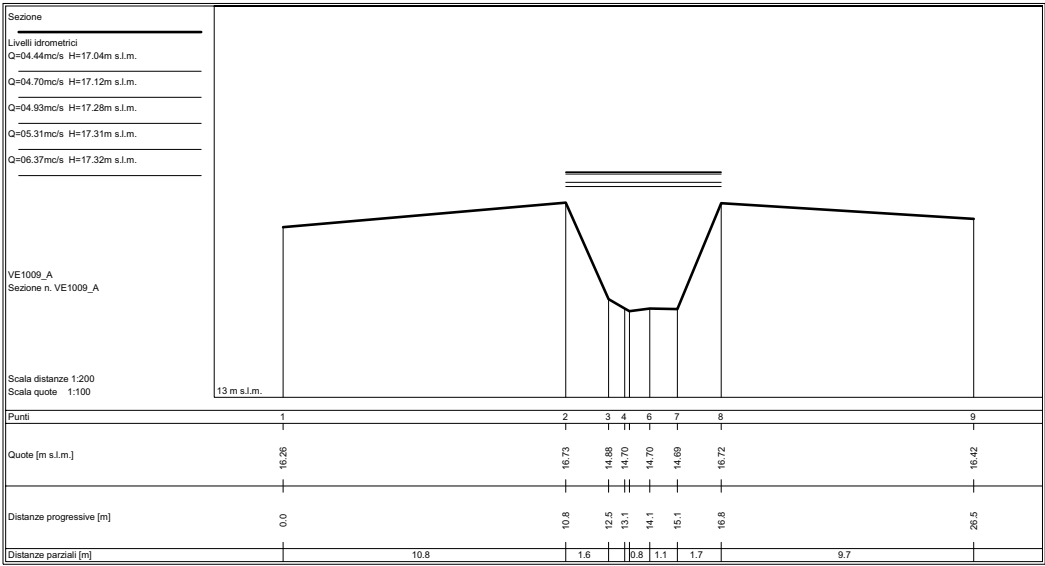 Sezione
Livelli idrometrici
Q=04.44mc/s H=17.04m s.l.m.
Q=04.70mc/s H=17.12m s.l.m.
Q=04.93mc/s H=17.28m s.l.m.
Q=05.31mc/s H=17.31m s.l.m.
Q=06.37mc/s H=17.32m s.l.m.
VE1009_A
Sezione n. VE1009_A
Scala distanze 1:200
Scala quote 1:100
13 m s.l.m.
Punti 1 2 3 4 6 7 8 9
Quote [m s.l.m.] 16.26 16.73 14.88 14.70 14.70 14.69 16.72 16.42
Distanze progressive [m] 0.0 10.8 12.5 13.1 14.1 15.1 16.8 26.5
Distanze parziali [m] 10.8 1.6 0.8 1.1 1.7 9.7